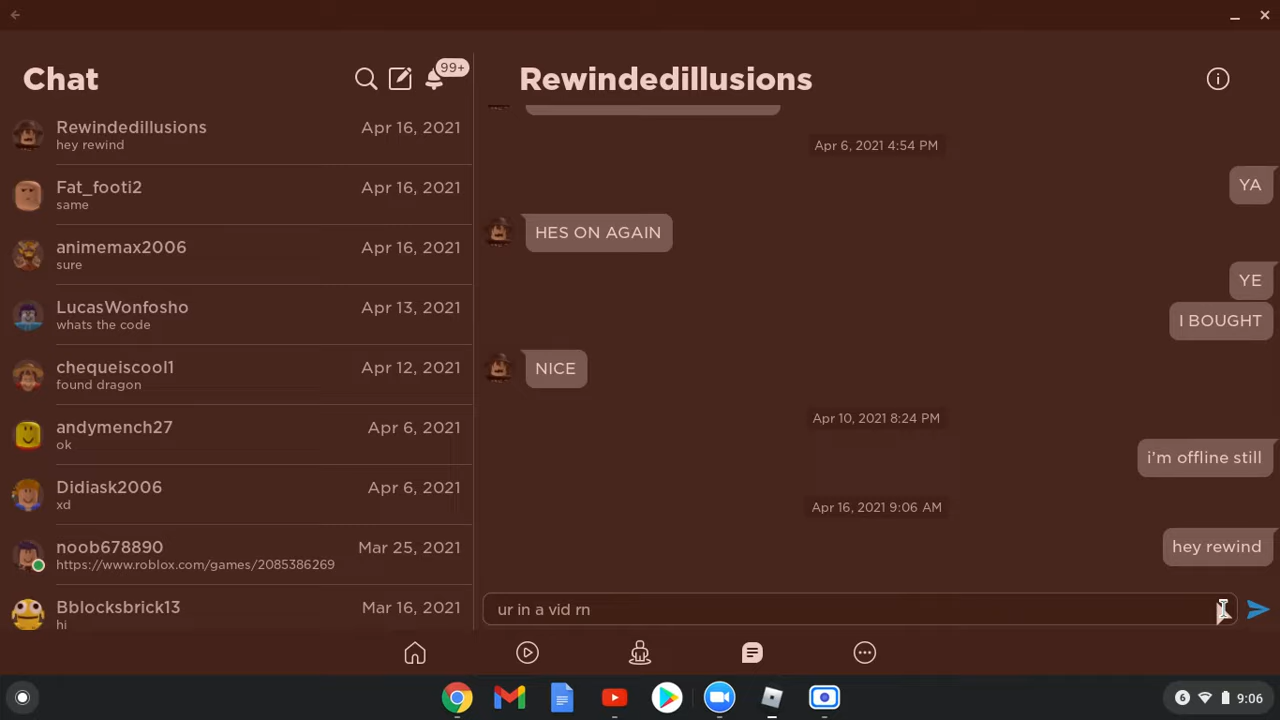 Chat
99+
Rewindedillusions
Apr 16, 2021
hey rewind
Fat_footi2
Apr 16, 2021
same
animemax2006
Apr 16, 2021
sure
LucasWonfosho
Apr 13, 2021
whats the code
chequeiscool1
Apr 12, 2021
found dragon
andymench27
Apr 6, 2021
ok
Didiask2006
Apr 6, 2021
xd
noob678890
Mar 25, 2021
https://www.roblox.com/games/2085386269
Bblocksbrick13
Mar 16, 2021
hi
Rewindedillusions
Apr 6, 2021 4:54 PM
YA
HES ON AGAIN
YE
I BOUGHT
NICE
Apr 10, 2021 8:24 PM
i'm offline still
Apr 16, 2021 9:06 AM
hey rewind
ur in a vid rn
6
9:06